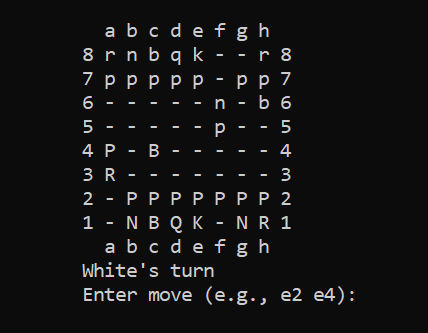 a b c d e f g h
8 r n b q k - - r 8
7 p p p p p - p p 7
6 - - - - - n - b 6
5 - - - - - p - - 5
4 P - B - - - - - 4
3 R - - - - - - - 3
2 - P P P P P P P 2
1 - N B Q K - N R 1
a b c d e f g h
White's turn
Enter move (e.g., e2 e4):